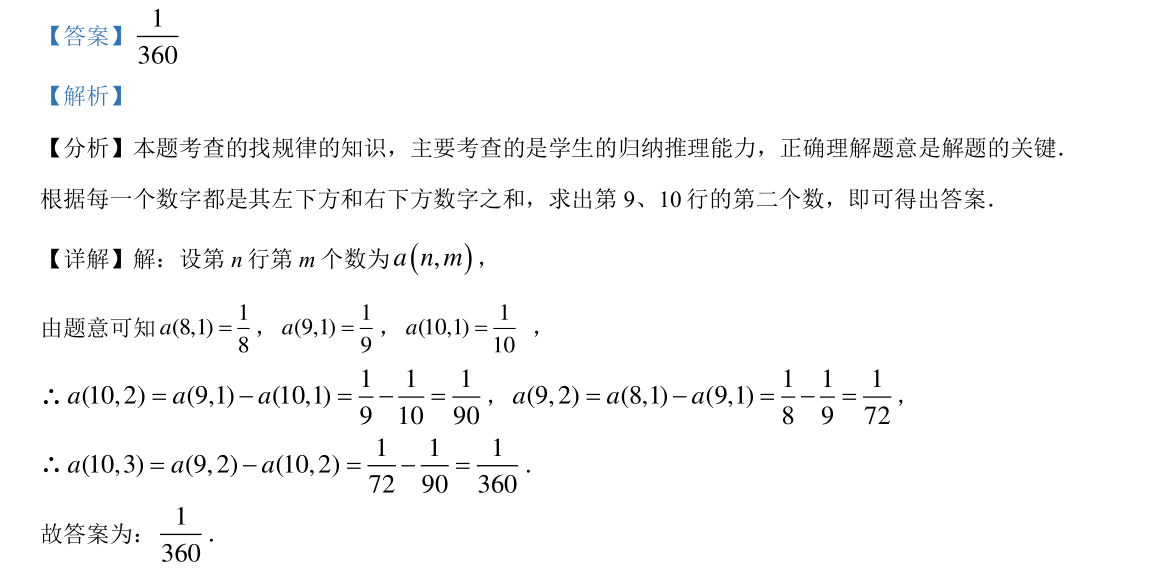 【答案】1/360
【解析】
【分析】本题考查的找规律的知识，主要考查的是学生的归纳推理能力，正确理解题意是解题的关键．
根据每一个数字都是其左下方和右下方数字之和，求出第 9、10 行的第二个数，即可得出答案．
【详解】解：设第 n 行第 m 个数为 a(n,m)，
由题意可知 a(8,1)=1/8，a(9,1)=1/9，a(10,1)=1/10 ，
∴ a(10,2)=a(9,1)−a(10,1)=1/9−1/10=1/90，a(9,2)=a(8,1)−a(9,1)=1/8−1/9=1/72，
∴ a(10,3)=a(9,2)−a(10,2)=1/72−1/90=1/360．
故答案为：1/360．